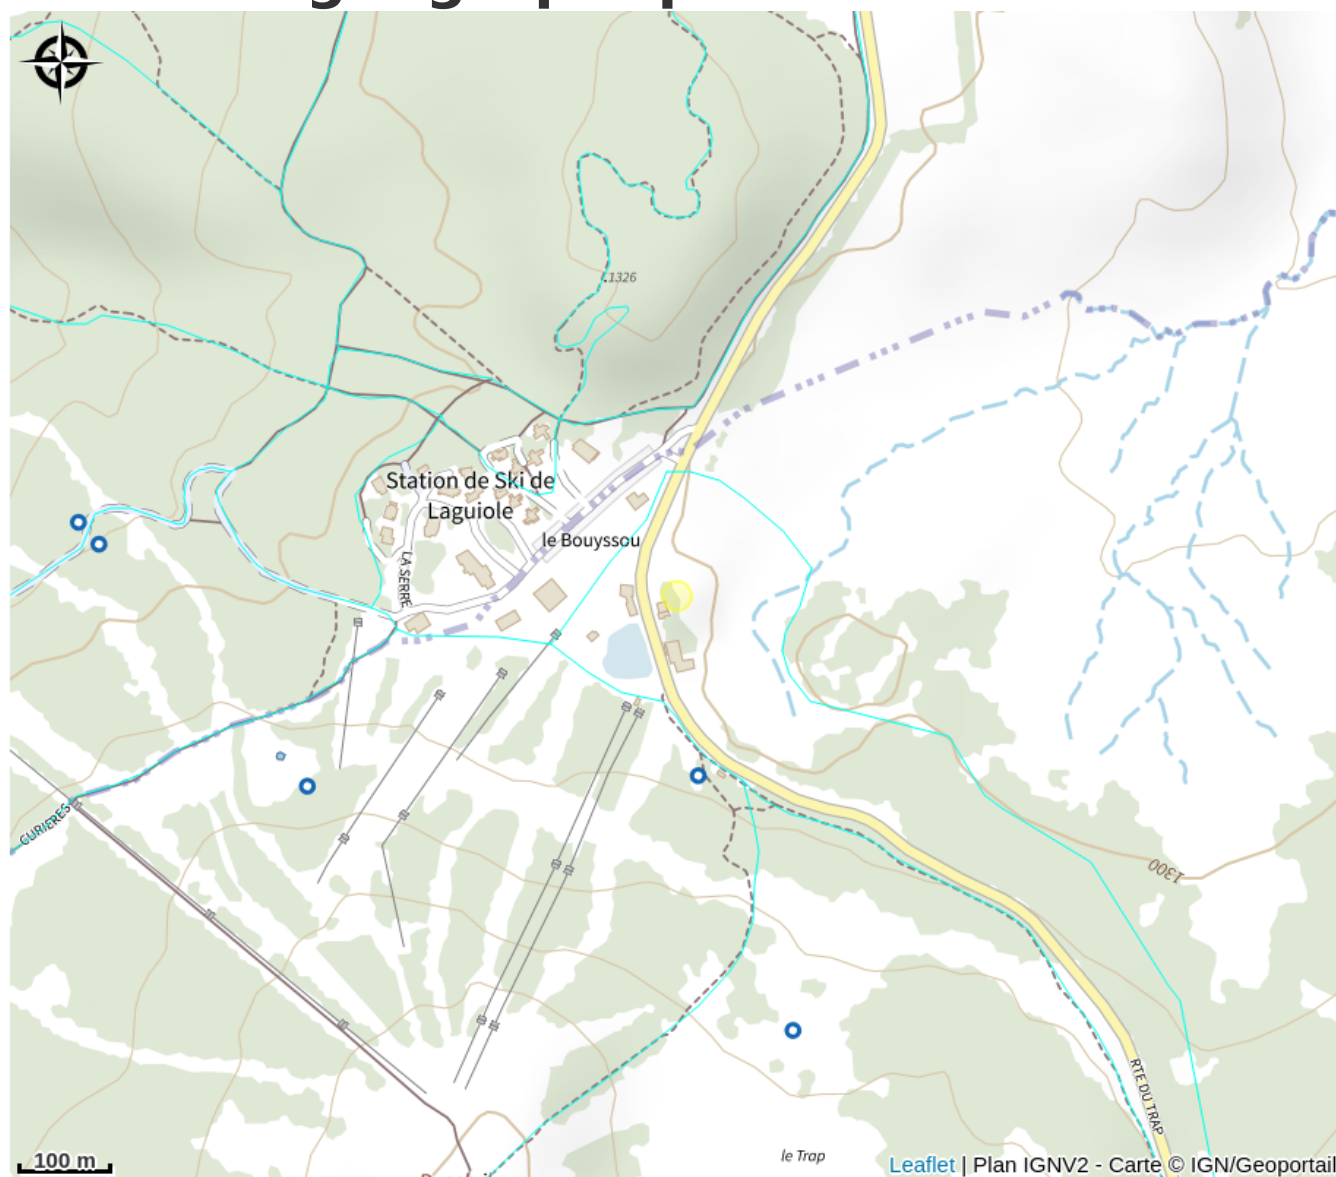 1326
Station de Ski de
Laguiole
le Bouyssou
LA SERRE
CURIERES
1300
RTE DU TRAP
le Trap
100 m
Leaflet | Plan IGNV2 - Carte © IGN/Geoportail